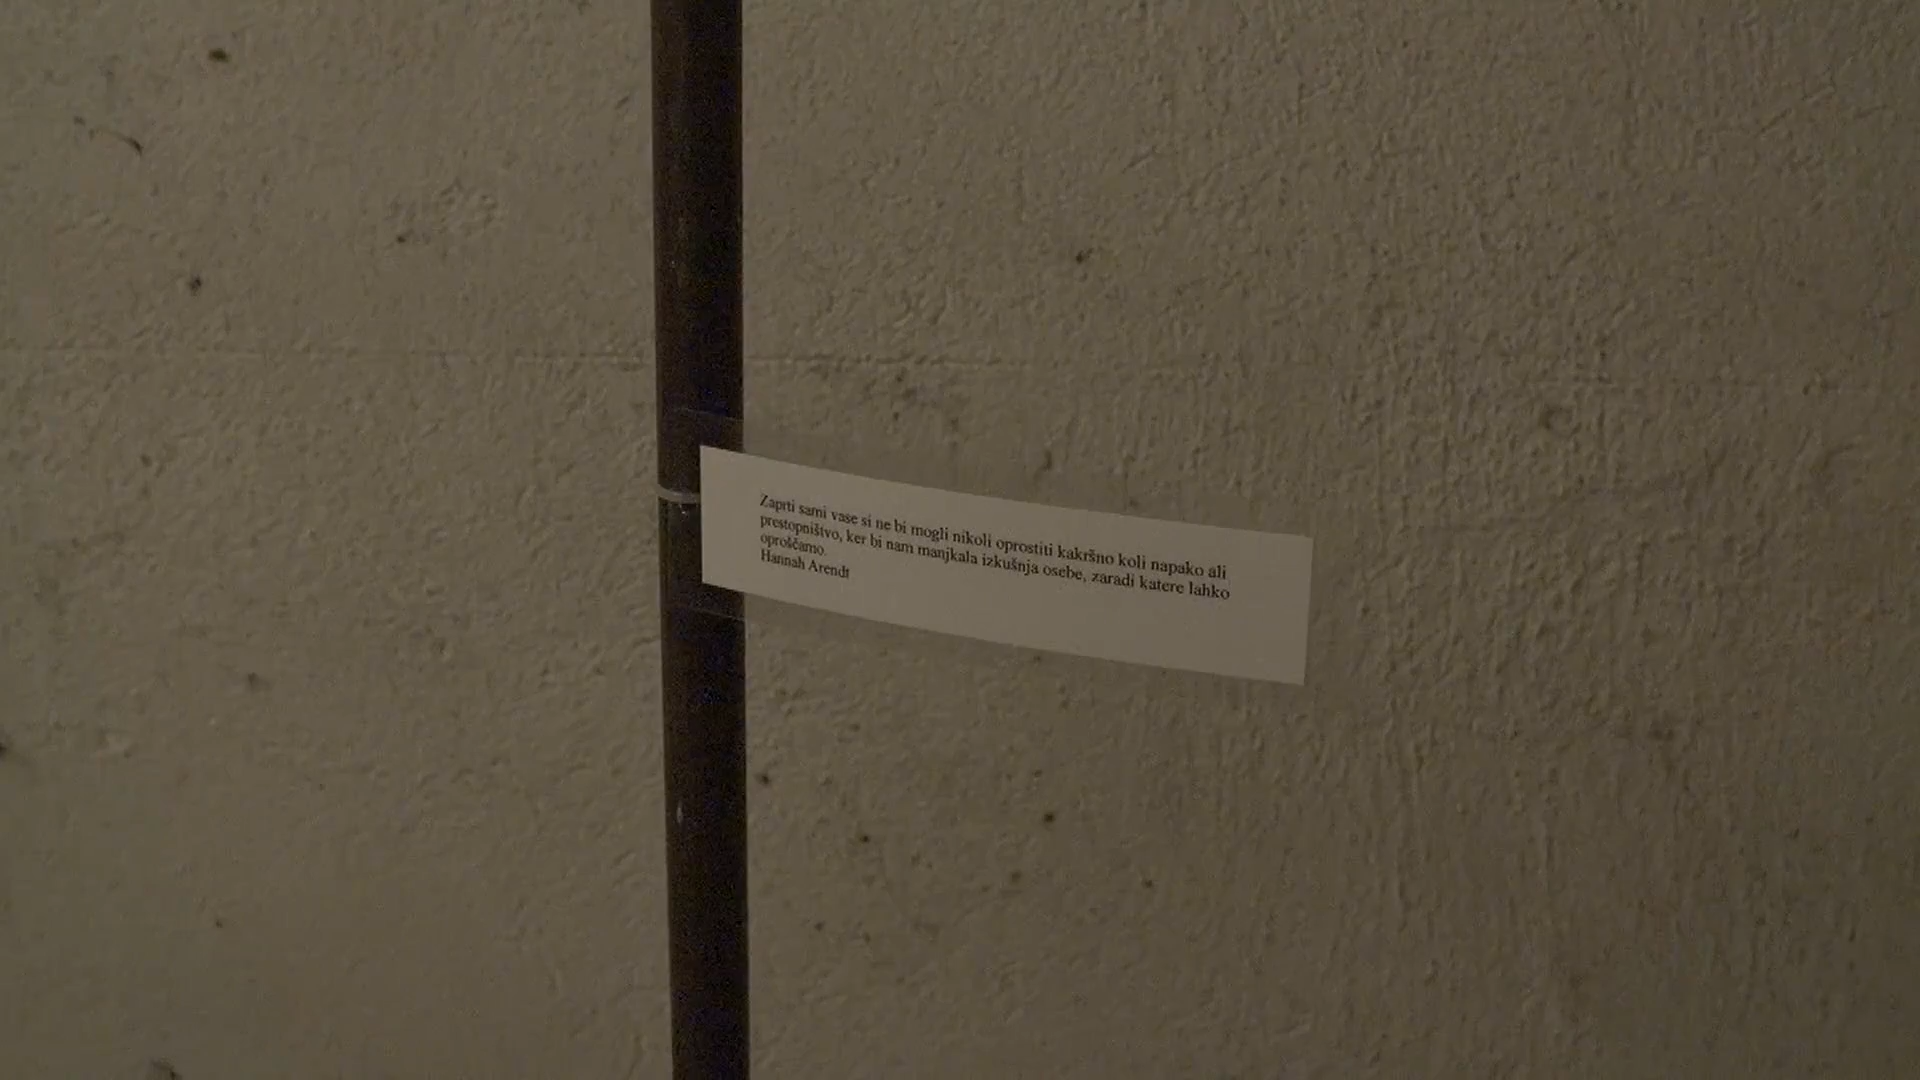 Zaprti sami vase si ne bi mogli nikoli oprostiti kakršno koli napako ali
prestopništvo, ker bi nam manjkala izkušnja osebe, zaradi katere lahko
oproščamo.
Hannah Arendt